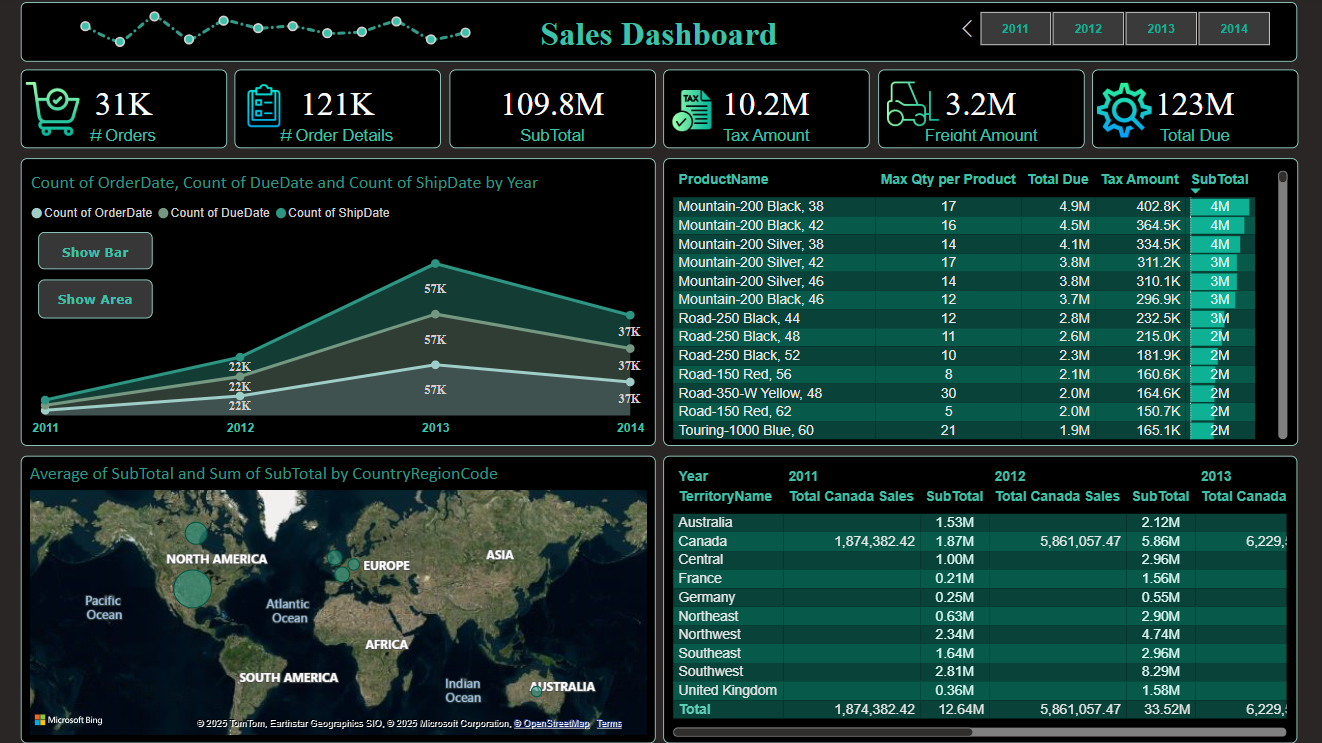 Sales Dashboard
2011 2012 2013 2014
31K
# Orders
121K
# Order Details
109.8M
SubTotal
TAX
10.2M
Tax Amount
3.2M
Freight Amount
123M
Total Due
Count of OrderDate, Count of DueDate and Count of ShipDate by Year
Count of OrderDate Count of DueDate Count of ShipDate
Show Bar
Show Area
57K
37K
22K
57K
37K
22K
57K
37K
22K
2011 2012 2013 2014
ProductName Max Qty per Product Total Due Tax Amount SubTotal
Mountain-200 Black, 38 17 4.9M 402.8K 4M
Mountain-200 Black, 42 16 4.5M 364.5K 4M
Mountain-200 Silver, 38 14 4.1M 334.5K 4M
Mountain-200 Silver, 42 17 3.8M 311.2K 3M
Mountain-200 Silver, 46 14 3.8M 310.1K 3M
Mountain-200 Black, 46 12 3.7M 296.9K 3M
Road-250 Black, 44 12 2.8M 232.5K 3M
Road-250 Black, 48 11 2.6M 215.0K 2M
Road-250 Black, 52 10 2.3M 181.9K 2M
Road-150 Red, 56 8 2.1M 160.6K 2M
Road-350-W Yellow, 48 30 2.0M 164.6K 2M
Road-150 Red, 62 5 2.0M 150.7K 2M
Touring-1000 Blue, 60 21 1.9M 165.1K 2M
Average of SubTotal and Sum of SubTotal by CountryRegionCode
NORTH AMERICA
EUROPE
ASIA
Pacific
Ocean
Atlantic
Ocean
AFRICA
SOUTH AMERICA
Indian
Ocean
AUSTRALIA
Microsoft Bing
© 2025 TomTom, Earthstar Geographics SIO, © 2025 Microsoft Corporation, © OpenStreetMap Terms
Year 2011 2012 2013
TerritoryName Total Canada Sales SubTotal Total Canada Sales SubTotal Total Canada
Australia 1.53M 2.12M
Canada 1,874,382.42 1.87M 5,861,057.47 5.86M 6,229,
Central 1.00M 2.96M
France 0.21M 1.56M
Germany 0.25M 0.55M
Northeast 0.63M 2.90M
Northwest 2.34M 4.74M
Southeast 1.64M 2.96M
Southwest 2.81M 8.29M
United Kingdom 0.36M 1.58M
Total 1,874,382.42 12.64M 5,861,057.47 33.52M 6,229,